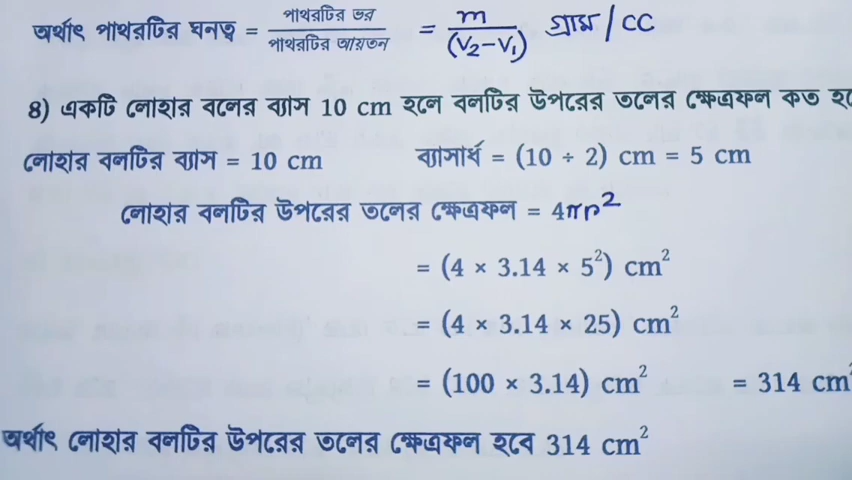 অর্থাৎ পাথরটির ঘনত্ব = পাথরটির ভর / পাথরটির আয়তন = m / (V₂−V₁) গ্রাম / CC
8) একটি লোহার বলের ব্যাস 10 cm হলে বলটির উপরের তলের ক্ষেত্রফল কত
লোহার বলটির ব্যাস = 10 cm ব্যাসার্ধ = (10 ÷ 2) cm = 5 cm
লোহার বলটির উপরের তলের ক্ষেত্রফল = 4πr²
= (4 × 3.14 × 5²) cm²
= (4 × 3.14 × 25) cm²
= (100 × 3.14) cm² = 314 cm²
অর্থাৎ লোহার বলটির উপরের তলের ক্ষেত্রফল হবে 314 cm²